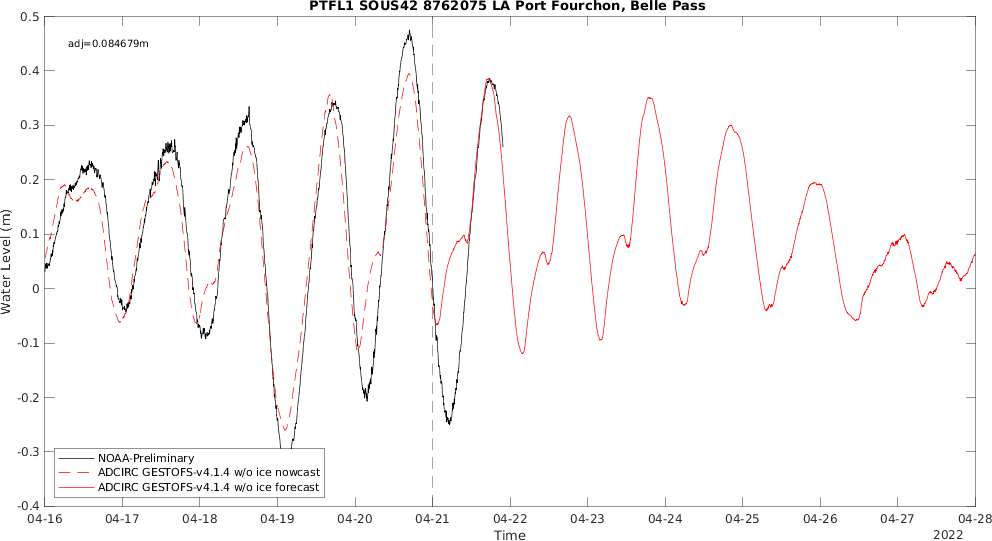 PTFL1 SOUS42 8762075 LA Port Fourchon, Belle Pass
adj=0.084679m
0.5
0.4
0.3
0.2
0.1
0
-0.1
-0.2
-0.3
-0.4
Water Level (m)
NOAA-Preliminary
ADCIRC GESTOFS-v4.1.4 w/o ice nowcast
ADCIRC GESTOFS-v4.1.4 w/o ice forecast
04-16 04-17 04-18 04-19 04-20 04-21 04-22 04-23 04-24 04-25 04-26 04-27 04-28
Time
2022